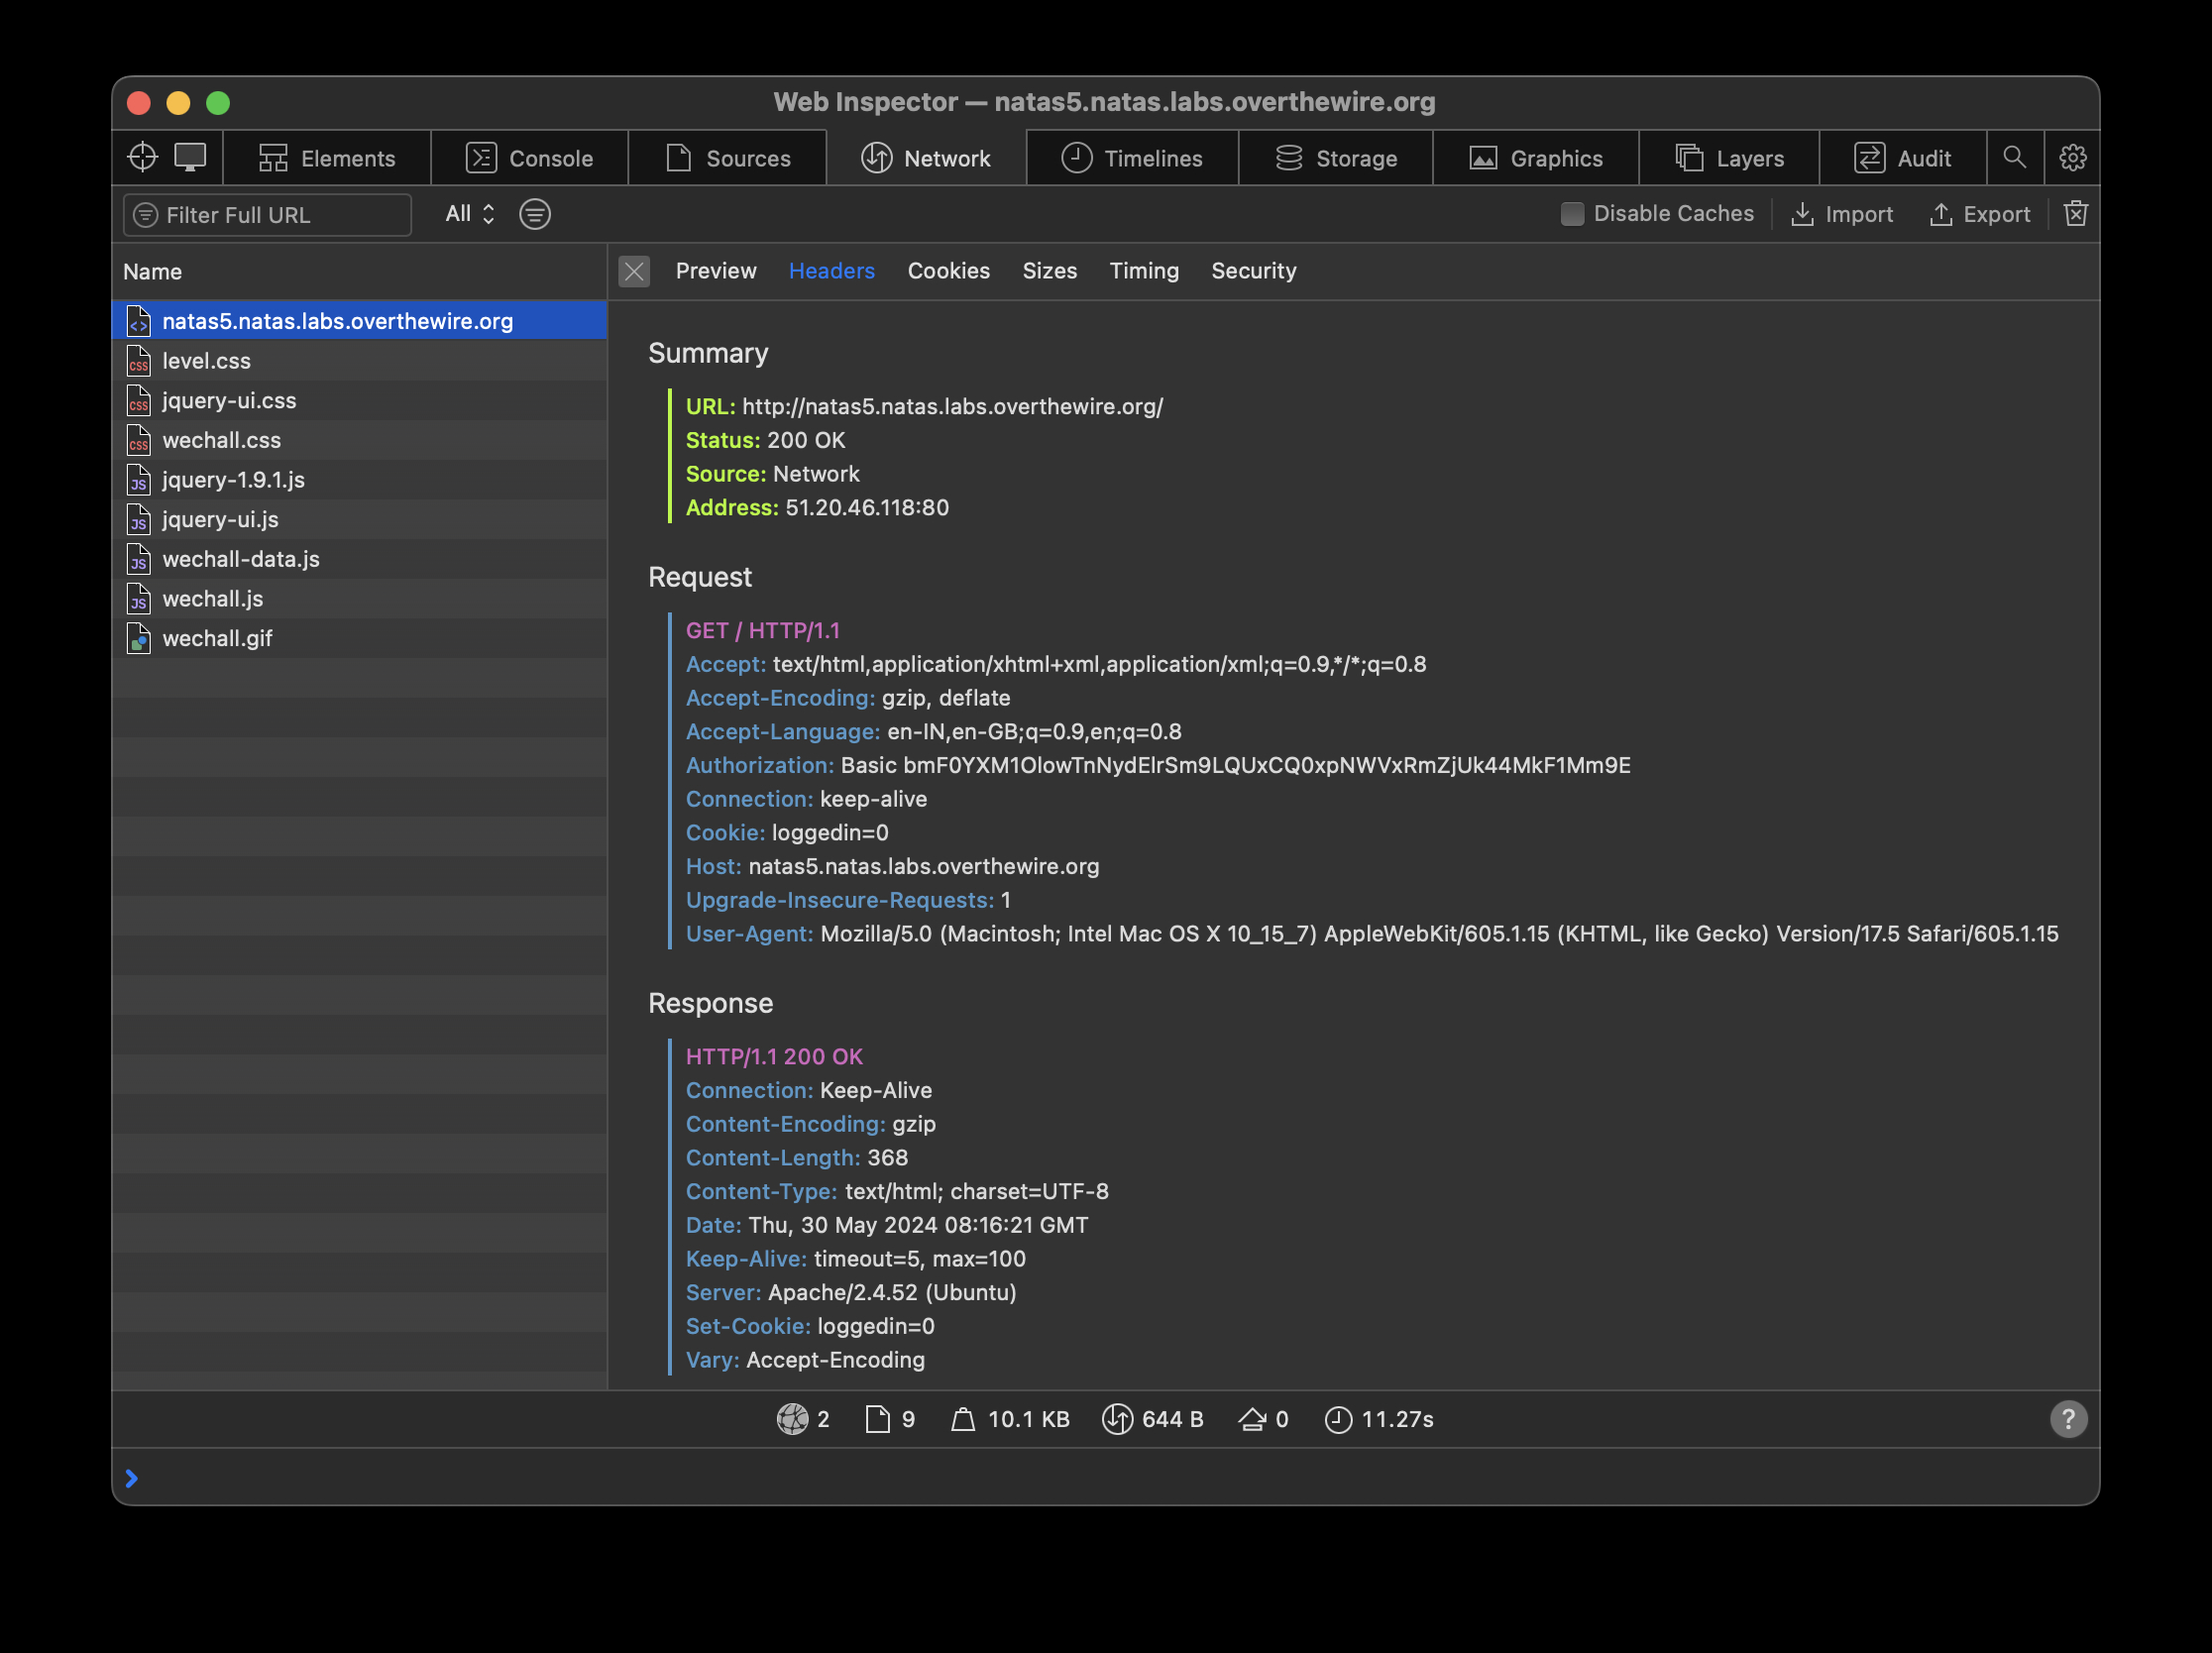 Web Inspector — natas5.natas.labs.overthewire.org
Elements Console Sources Network Timelines Storage Graphics Layers Audit
Filter Full URL All Disable Caches Import Export
Name
natas5.natas.labs.overthewire.org
level.css
jquery-ui.css
wechall.css
jquery-1.9.1.js
jquery-ui.js
wechall-data.js
wechall.js
wechall.gif
Preview Headers Cookies Sizes Timing Security
Summary
URL: http://natas5.natas.labs.overthewire.org/
Status: 200 OK
Source: Network
Address: 51.20.46.118:80
Request
GET / HTTP/1.1
Accept: text/html,application/xhtml+xml,application/xml;q=0.9,*/*;q=0.8
Accept-Encoding: gzip, deflate
Accept-Language: en-IN,en-GB;q=0.9,en;q=0.8
Authorization: Basic bmF0YXM1OlowTnNydElrSm9LQUxCQ0xpNWVxRmZjUk44MkF1Mm9E
Connection: keep-alive
Cookie: loggedin=0
Host: natas5.natas.labs.overthewire.org
Upgrade-Insecure-Requests: 1
User-Agent: Mozilla/5.0 (Macintosh; Intel Mac OS X 10_15_7) AppleWebKit/605.1.15 (KHTML, like Gecko) Version/17.5 Safari/605.1.15
Response
HTTP/1.1 200 OK
Connection: Keep-Alive
Content-Encoding: gzip
Content-Length: 368
Content-Type: text/html; charset=UTF-8
Date: Thu, 30 May 2024 08:16:21 GMT
Keep-Alive: timeout=5, max=100
Server: Apache/2.4.52 (Ubuntu)
Set-Cookie: loggedin=0
Vary: Accept-Encoding
2 9 10.1 KB 644 B 0 11.27s ?